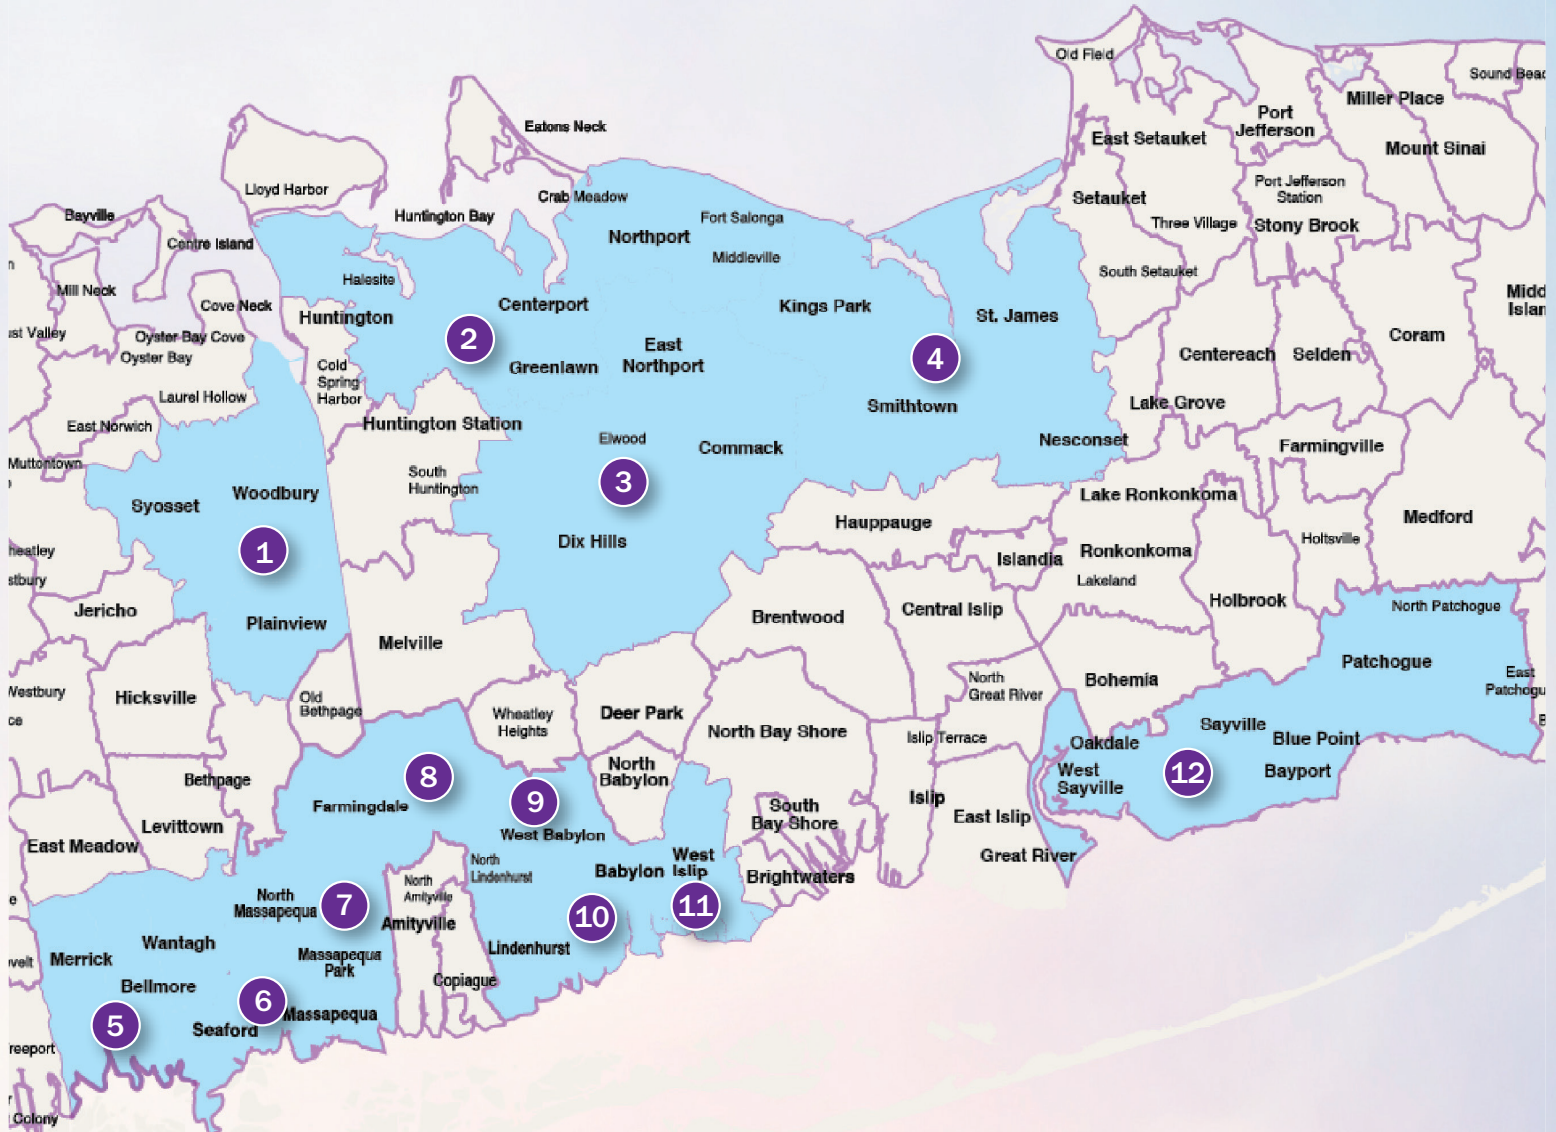 Old Field
Sound Beac
Miller Place
Port
Jefferson
Eatons Neck
East Setauket
Mount Sinai
Lloyd Harbor
Port Jefferson
Station
Crab Meadow
Setauket
Bayville
Huntington Bay
Fort Salonga
Three Village
Stony Brook
Centre Island
Northport
Middleville
South Setauket
Halesite
Mill Neck
Cove Neck
Centerport
Kings Park
St. James
Midd
Islan
Huntington
ust Valley
Oyster Bay Cove
Oyster Bay
2
East
Northport
4
Centereach
Selden
Coram
Cold
Spring
Harbor
Greenlawn
Laurel Hollow
Smithtown
Lake Grove
East Norwich
Huntington Station
Elwood
Commack
Nesconset
Farmingville
Muttontown
South
Huntington
3
Syosset
Woodbury
Lake Ronkonkoma
Hauppauge
Medford
1
Dix Hills
Islandia
Ronkonkoma
Holtsville
heatley
stbury
Lakeland
Jericho
Plainview
Brentwood
Central Islip
Holbrook
North Patchogue
Melville
Patchogue
Westbury
Hicksville
Old
Bethpage
North
Great River
Bohemia
East
Patchogu
ce
Wheatley
Heights
Deer Park
North Bay Shore
Islip Terrace
Sayville
Blue Point
B
Oakdale
Bethpage
8
North
Babylon
West
Sayville
12
Bayport
Farmingdale
9
West Babylon
South
Bay Shore
Islip
East Islip
Levittown
East Meadow
North
Lindenhurst
Babylon
West
Islip
Great River
Brightwaters
North
Amityville
e
North
Massapequa
7
10
11
Amityville
Wantagh
Lindenhurst
Merrick
velt
Massapequa
Park
Copiague
Bellmore
6
5
Seaford
Massapequa
reeport
r
Colony